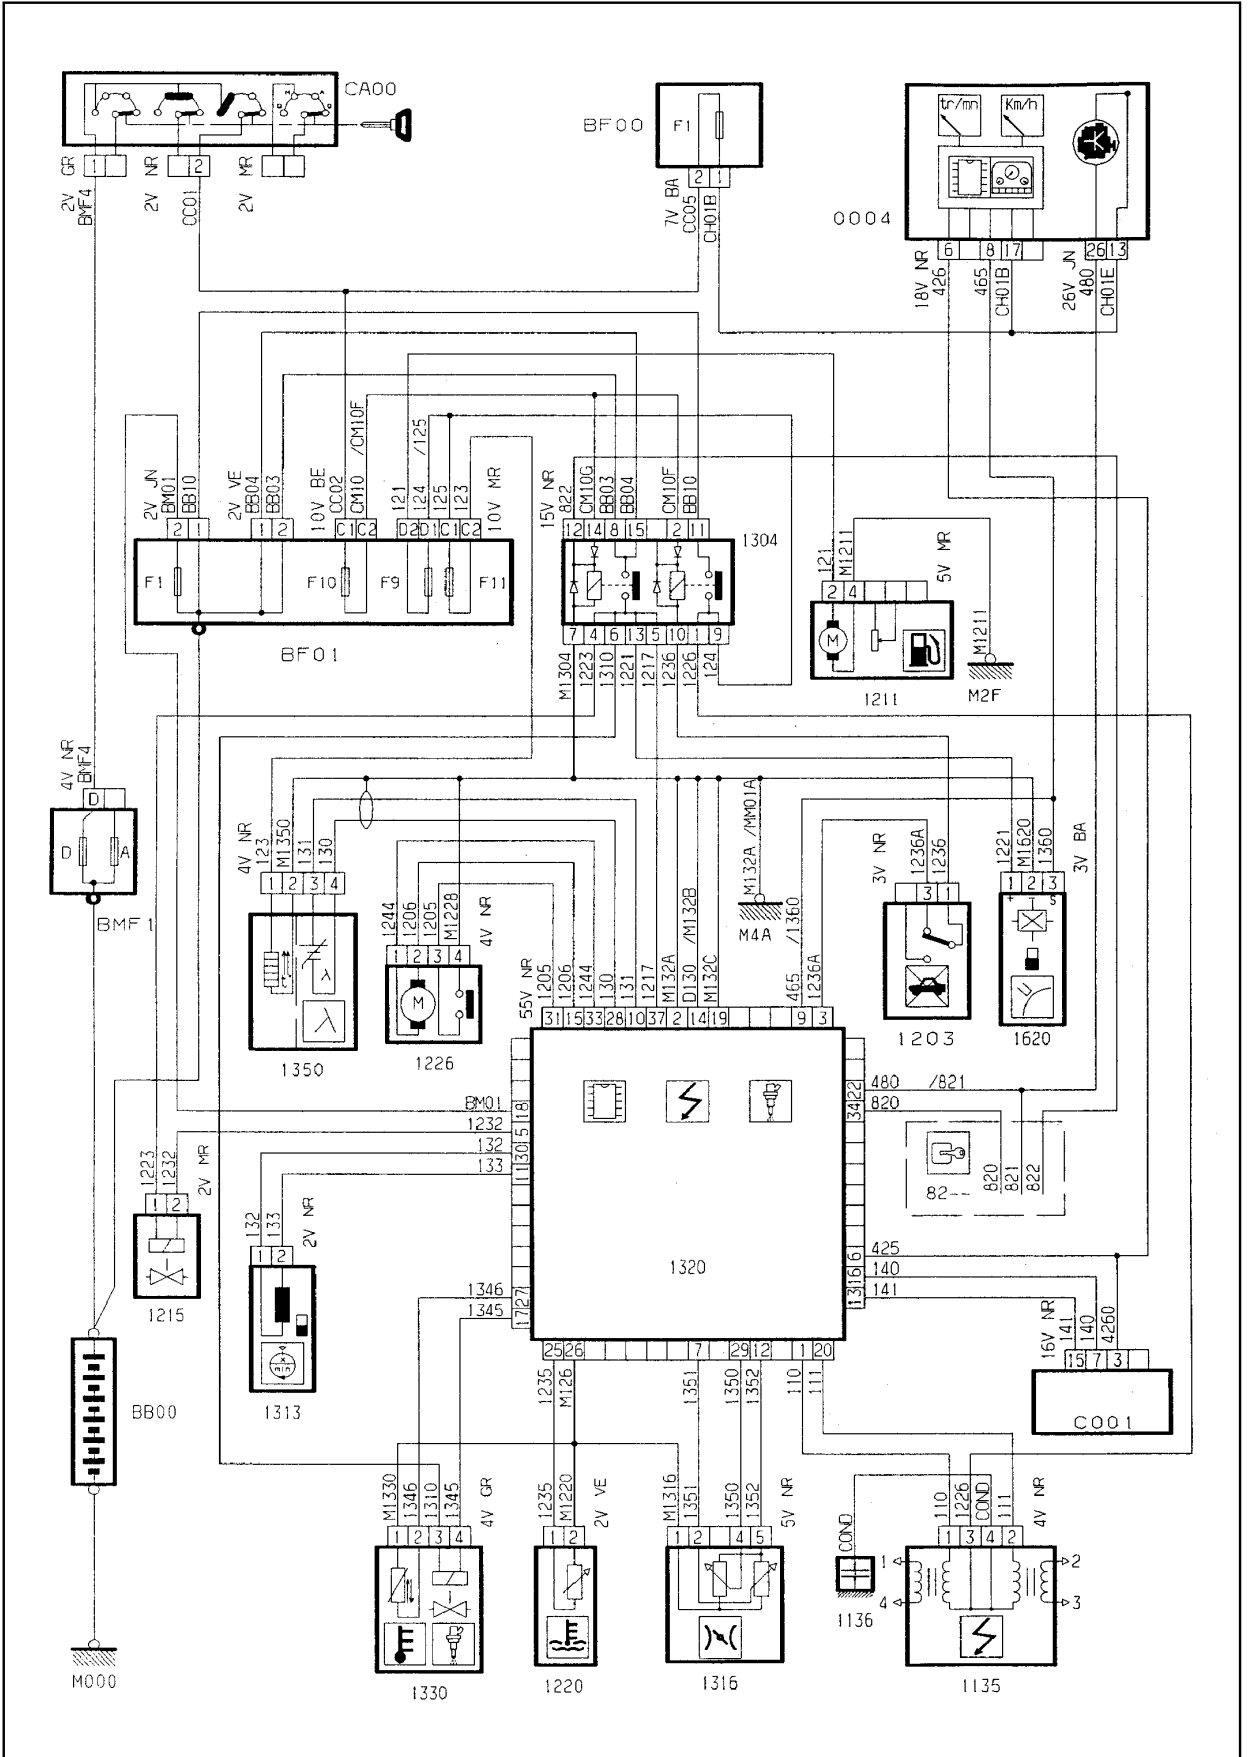 CA00
H A
2V GR
BMF4
1
2V NR
CC01
2
2V MR
BF00
F1
2 1
7V BA
CC05
CH01B
tr/mn
Km/h
0004
6 8 17 26 13
18V NR
426
465
CH01B
26V JN
480
CH01E
2V JN
BM01
BB10
2V VE
BB04
BB03
10V BE
CC02
CM10 /CM10F
121
124 /125
125
123
10V MR
2 1 1 2 C1 C2 D2 D1 C1 C2
F1 F10 F9 F11
BF01
15V NR
822
CM10G
BB03
BB04
CM10F
BB10
12 14 8 15 2 11
1304
7 4 6 13 5 10 1 9
M1304
1223
1310
1221
1217
1236
1226
124
121
M1211
5V MR
2 4
M
1211
M1211
M2F
4V NR
BMF4
D
D A
BMF1
4V NR
123
M1350
131
130
1 2 3 4
λ
λ
1350
1244
1206
1205
M1228
4V NR
1 2 3 4
M
1226
M132A /MM01A
M4A
3V NR
1236A
1236
3 1
1203
1221
M1620
1360
3V BA
1 2 3
+ - S
U
1620
55V NR
1205
1206
1244
130
131
1217
M132A
D130 /M132B
M132C
465 /1360
1236A
31 15 33 28 10 37 2 14 19 9 3
BM01 18
1232 5
132 30
133 11
1346 27
1345 17
1320
22 480 /821
34 820
82--
820
821
822
6 425
16 140
13 141
25 26 7 29 12 1 20
1235
M126
1351
1350
1352
110
111
1223
1232
2V MR
1 2
1215
132
133
2V NR
1 2
1313
BB00
M000
16V NR
141
140
4260
15 7 3
C001
M1330
1346
1310
1345
4V GR
1 2 3 4
1330
1235
M1220
2V VE
1 2
1220
M1316
1351
1350
1352
5V NR
1 2 4 5
1316
COND
1136
110
1226
COND
111
4V NR
1 3 4 2
1 2
4 3
1135